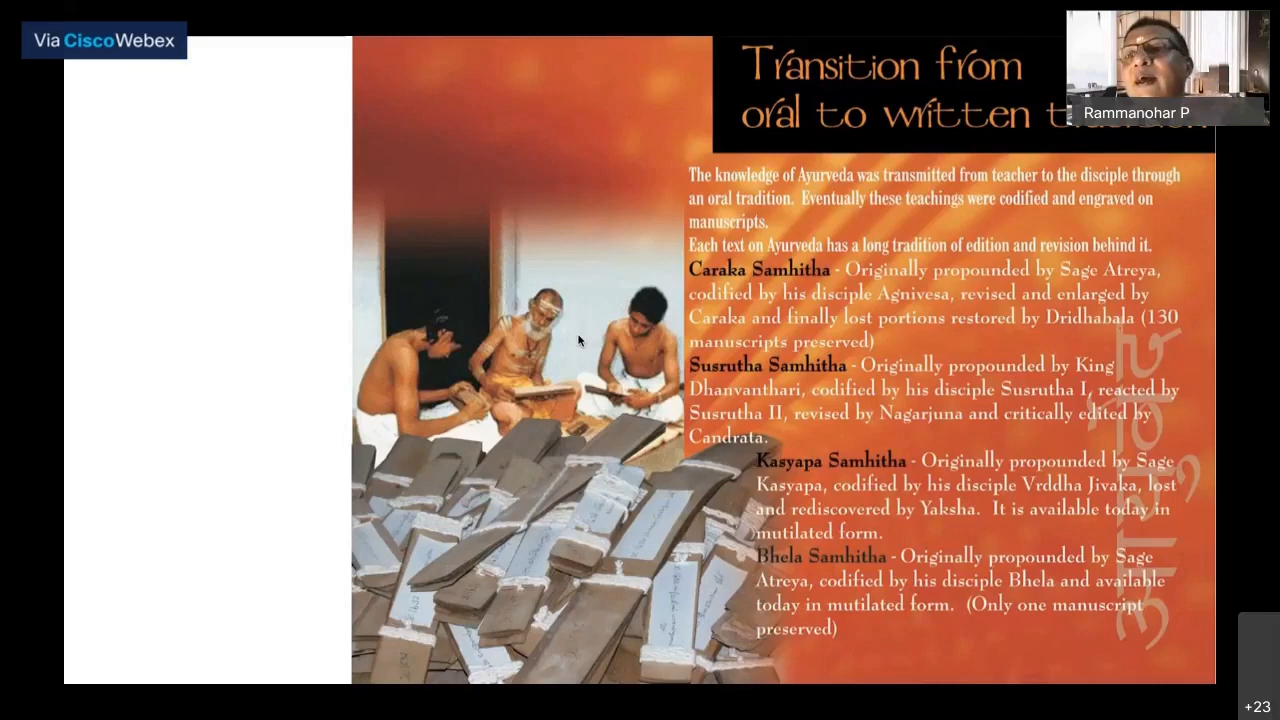 Via CiscoWebex
Transition from
oral to written
Rammanohar P
The knowledge of Ayurveda was transmitted from teacher to the disciple through
an oral tradition. Eventually these teachings were codified and engraved on
manuscripts.
Each text on Ayurveda has a long tradition of edition and revision behind it.
Caraka Samhitha - Originally propounded by Sage Atreya,
codified by his disciple Agnivesa, revised and enlarged by
Caraka and finally lost portions restored by Dridhabala (130
manuscripts preserved)
Susrutha Samhitha - Originally propounded by King
Dhanvanthari, codified by his disciple Susrutha I, reacted by
Susrutha II, revised by Nagarjuna and critically edited by
Candrata.
Kasyapa Samhitha - Originally propounded by Sage
Kasyapa, codified by his disciple Vrddha Jivaka, lost
and rediscovered by Yaksha. It is available today in
mutilated form.
Bhela Samhitha - Originally propounded by Sage
Atreya, codified by his disciple Bhela and available
today in mutilated form. (Only one manuscript
preserved)
आयुर्वेद
+23